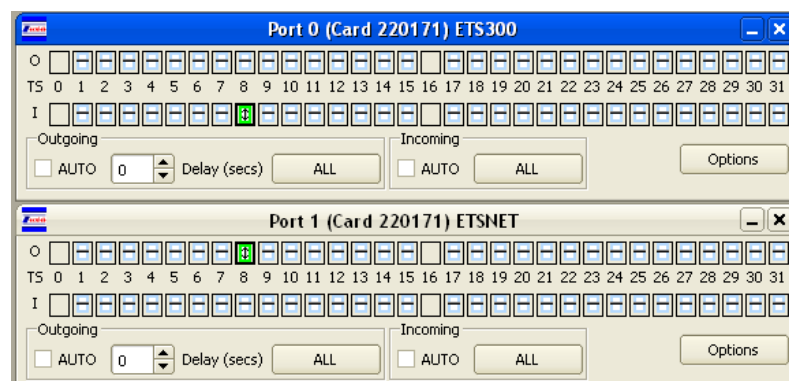 Port 0 (Card 220171) ETS300
O
TS 0 1 2 3 4 5 6 7 8 9 10 11 12 13 14 15 16 17 18 19 20 21 22 23 24 25 26 27 28 29 30 31
I
Outgoing Incoming
AUTO 0 Delay (secs) ALL AUTO ALL Options
Port 1 (Card 220171) ETSNET
O
TS 0 1 2 3 4 5 6 7 8 9 10 11 12 13 14 15 16 17 18 19 20 21 22 23 24 25 26 27 28 29 30 31
I
Outgoing Incoming
AUTO 0 Delay (secs) ALL AUTO ALL Options